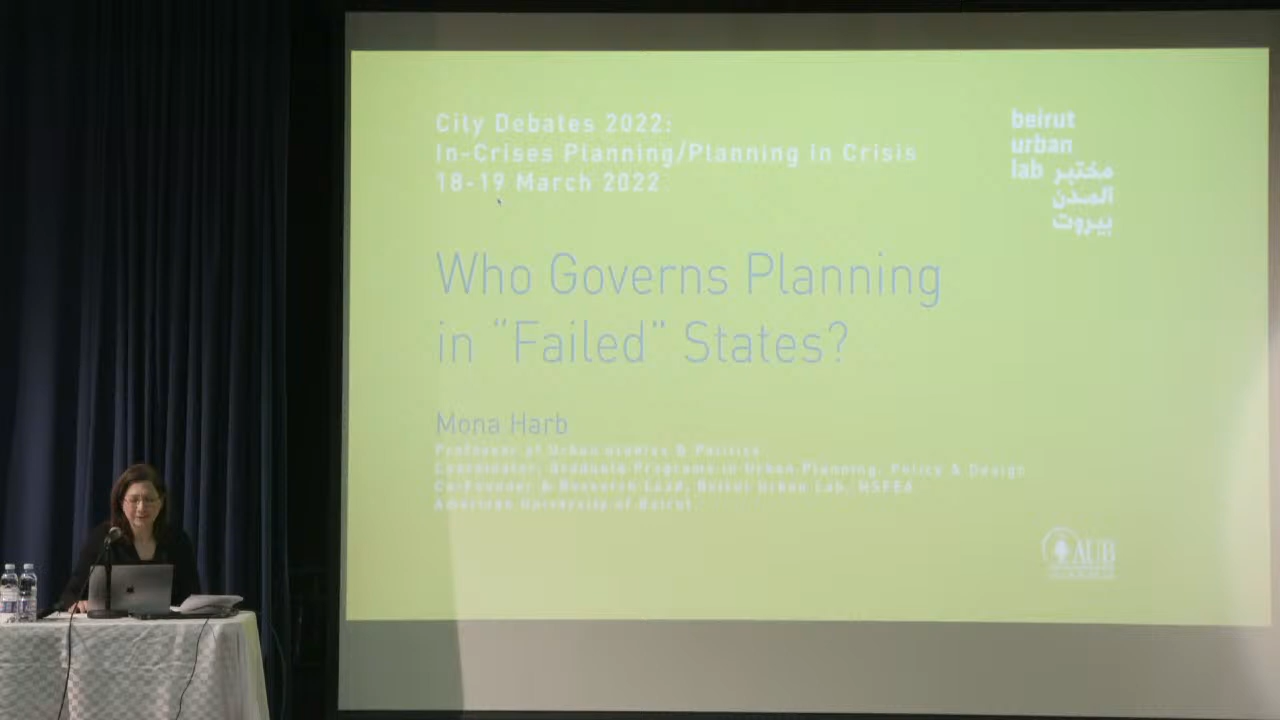 City Debates 2022:
In-Crises Planning/Planning in Crisis
18-19 March 2022
beirut
urban
lab مختبر
المدن
بيروت
Who Governs Planning
in “Failed” States?
Mona Harb
Professor of Urban Studies & Politics
Coordinator, Graduate Programs in Urban Planning, Policy & Design
Co-Founder & Research Lead, Beirut Urban Lab, MSFEA
American University of Beirut
AUB